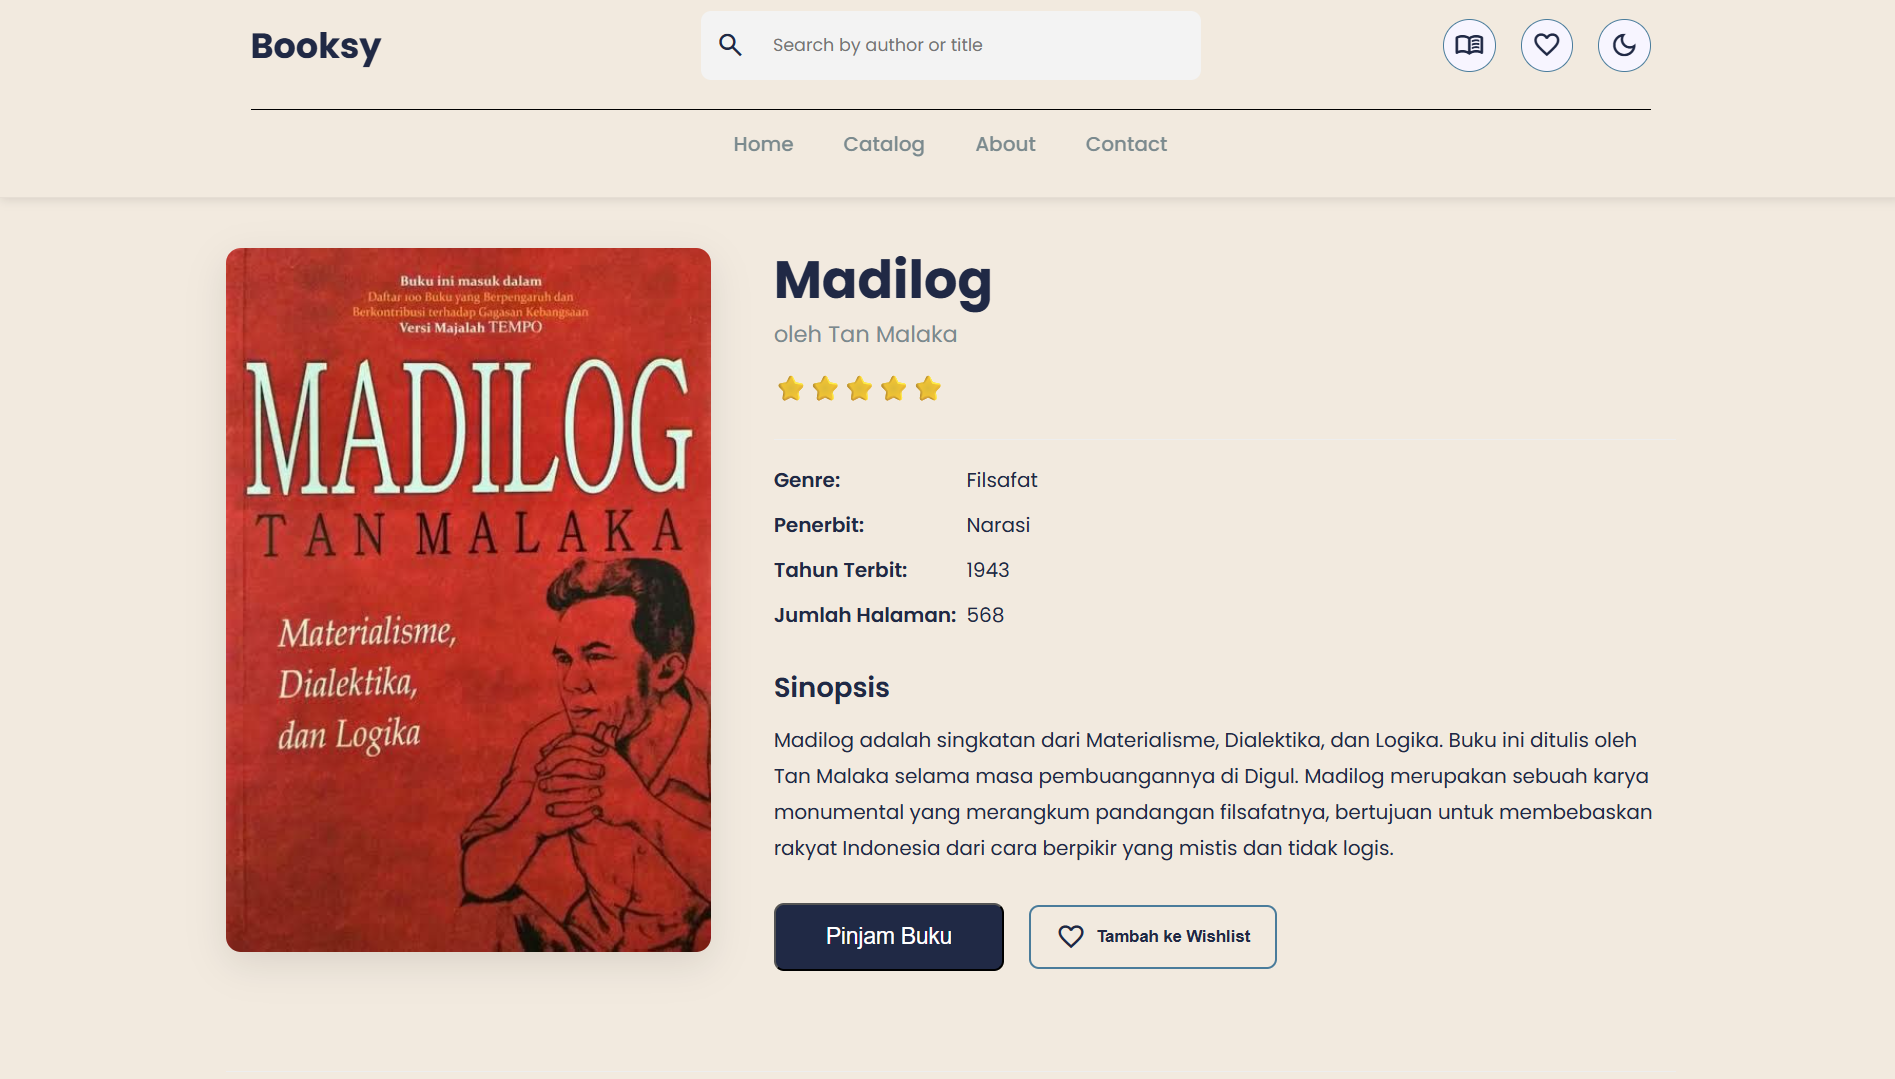 Booksy
Search by author or title
Home
Catalog
About
Contact
Buku ini masuk dalam
Daftar 100 Buku yang Berpengaruh dan
Berkontribusi terhadap Gagasan Kebangsaan
Versi Majalah TEMPO
MADILOG
TAN MALAKA
Materialisme,
Dialektika,
dan Logika
Madilog
oleh Tan Malaka
Genre: Filsafat
Penerbit: Narasi
Tahun Terbit: 1943
Jumlah Halaman: 568
Sinopsis
Madilog adalah singkatan dari Materialisme, Dialektika, dan Logika. Buku ini ditulis oleh
Tan Malaka selama masa pembuangannya di Digul. Madilog merupakan sebuah karya
monumental yang merangkum pandangan filsafatnya, bertujuan untuk membebaskan
rakyat Indonesia dari cara berpikir yang mistis dan tidak logis.
Pinjam Buku
Tambah ke Wishlist